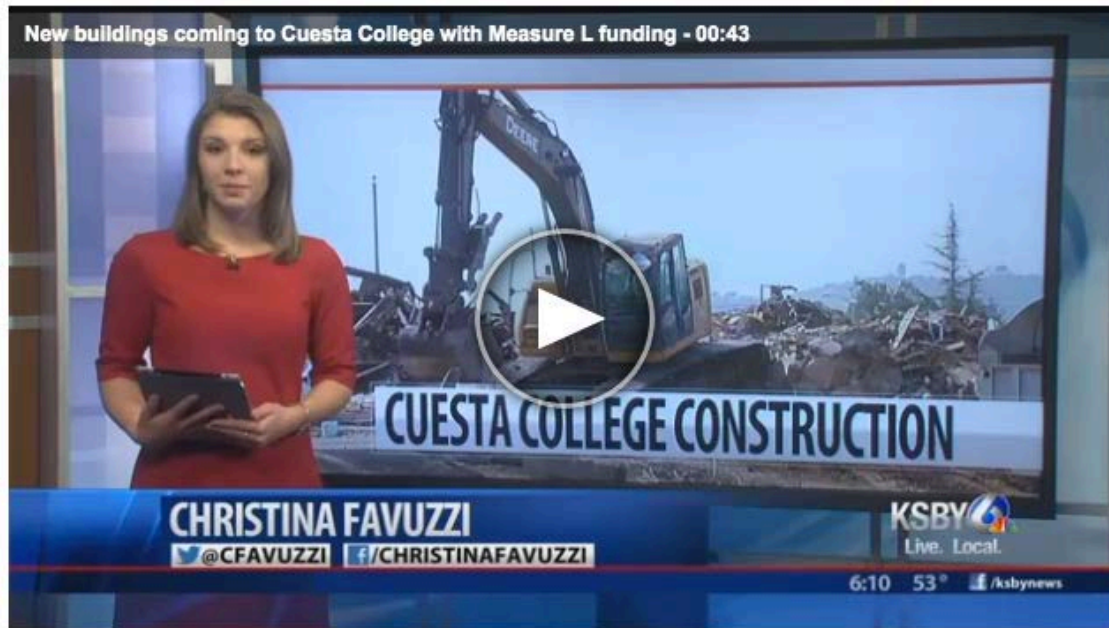 New buildings coming to Cuesta College with Measure L funding - 00:43
DEERE
CUESTA COLLEGE CONSTRUCTION
CHRISTINA FAVUZZI
@CFAVUZZI f/CHRISTINAFAVUZZI
KSBY 6
Live. Local.
6:10 53° f /ksbynews